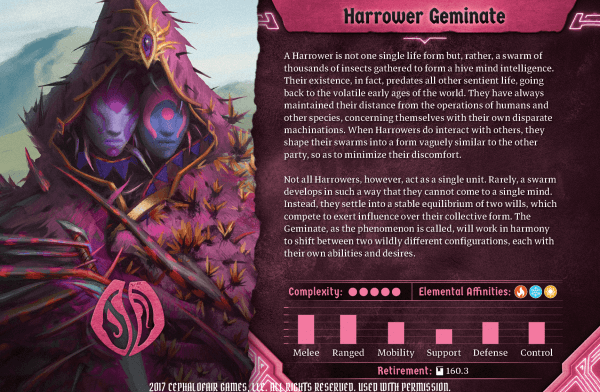 Harrower Geminate
A Harrower is not one single life form but, rather, a swarm of
thousands of insects gathered to form a hive mind intelligence.
Their existence, in fact, predates all other sentient life, going
back to the volatile early ages of the world. They have always
maintained their distance from the operations of humans and
other species, concerning themselves with their own disparate
machinations. When Harrowers do interact with others, they
shape their swarms into a form vaguely similar to the other
party, so as to minimize their discomfort.
Not all Harrowers, however, act as a single unit. Rarely, a swarm
develops in such a way that they cannot come to a single mind.
Instead, they settle into a stable equilibrium of two wills, which
compete to exert influence over their collective form. The
Geminate, as the phenomenon is called, will work in harmony
to shift between two wildly different configurations, each with
their own abilities and desires.
Complexity: Elemental Affinities:
Melee Ranged Mobility Support Defense Control
Retirement: 160.3
2017 CEPHALOFAIR GAMES, LLC. ALL RIGHTS RESERVED. USED WITH PERMISSION.